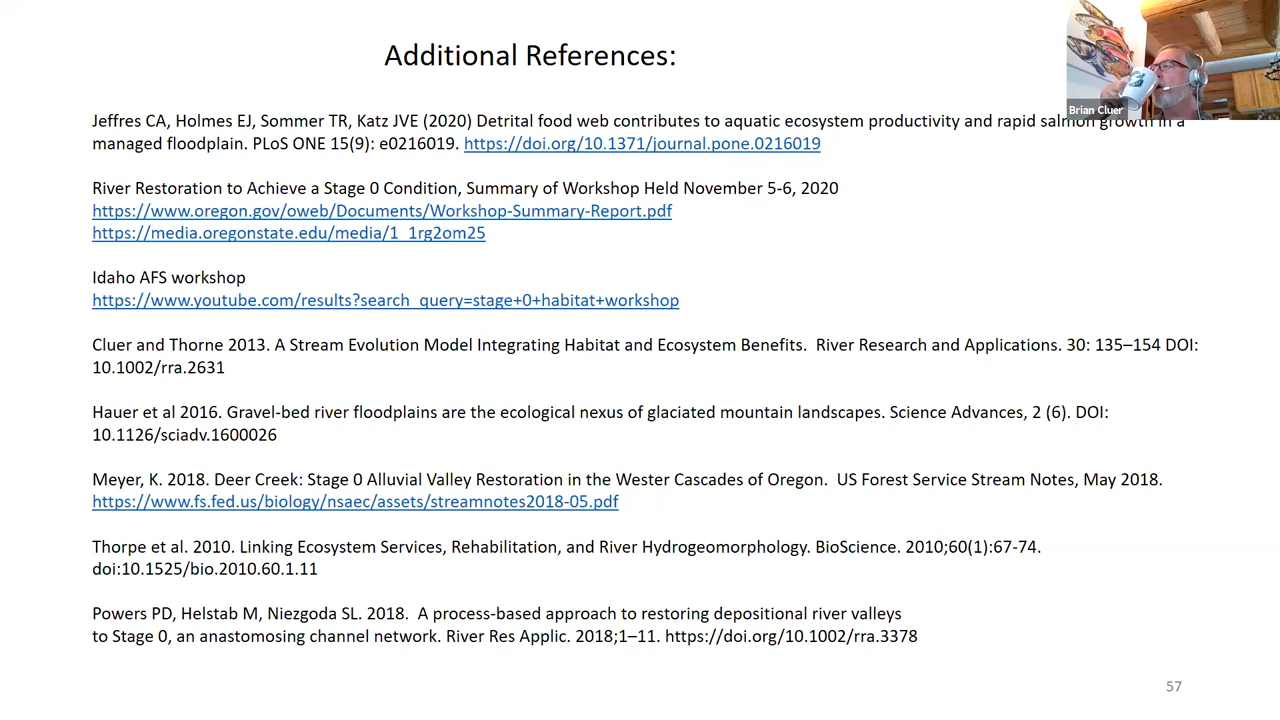 Additional References:
Brian Cluer
Jeffres CA, Holmes EJ, Sommer TR, Katz JVE (2020) Detrital food web contributes to aquatic ecosystem productivity and rapid salmon growth in a
managed floodplain. PLoS ONE 15(9): e0216019. https://doi.org/10.1371/journal.pone.0216019
River Restoration to Achieve a Stage 0 Condition, Summary of Workshop Held November 5-6, 2020
https://www.oregon.gov/oweb/Documents/Workshop-Summary-Report.pdf
https://media.oregonstate.edu/media/1_1rg2om25
Idaho AFS workshop
https://www.youtube.com/results?search_query=stage+0+habitat+workshop
Cluer and Thorne 2013. A Stream Evolution Model Integrating Habitat and Ecosystem Benefits. River Research and Applications. 30: 135–154 DOI:
10.1002/rra.2631
Hauer et al 2016. Gravel-bed river floodplains are the ecological nexus of glaciated mountain landscapes. Science Advances, 2 (6). DOI:
10.1126/sciadv.1600026
Meyer, K. 2018. Deer Creek: Stage 0 Alluvial Valley Restoration in the Wester Cascades of Oregon. US Forest Service Stream Notes, May 2018.
https://www.fs.fed.us/biology/nsaec/assets/streamnotes2018-05.pdf
Thorpe et al. 2010. Linking Ecosystem Services, Rehabilitation, and River Hydrogeomorphology. BioScience. 2010;60(1):67-74.
doi:10.1525/bio.2010.60.1.11
Powers PD, Helstab M, Niezgoda SL. 2018. A process-based approach to restoring depositional river valleys
to Stage 0, an anastomosing channel network. River Res Applic. 2018;1–11. https://doi.org/10.1002/rra.3378
57